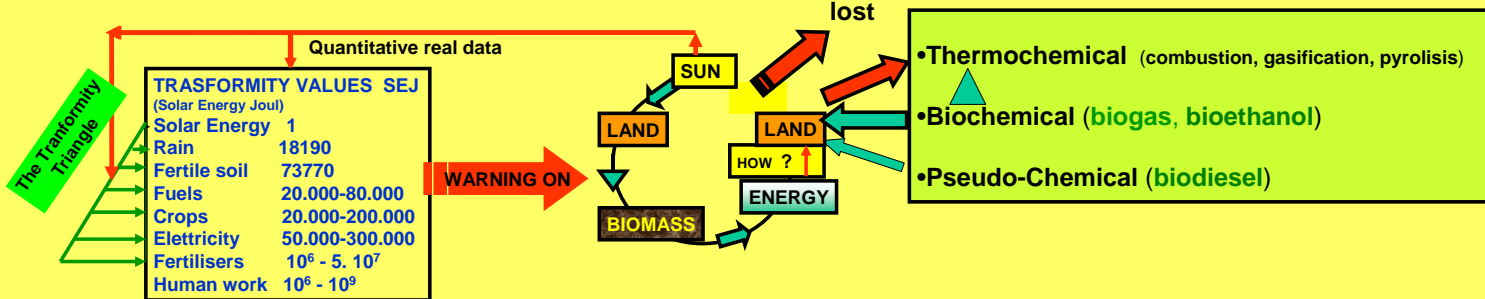 lost
Quantitative real data
The Tranformity
Triangle
TRASFORMITY VALUES SEJ
(Solar Energy Joul)
Solar Energy 1
Rain 18190
Fertile soil 73770
Fuels 20.000-80.000
Crops 20.000-200.000
Elettricity 50.000-300.000
Fertilisers 10⁶ - 5. 10⁷
Human work 10⁶ - 10⁹
WARNING ON
SUN
LAND
BIOMASS
ENERGY
HOW ?
LAND
•Thermochemical (combustion, gasification, pyrolisis)
•Biochemical (biogas, bioethanol)
•Pseudo-Chemical (biodiesel)